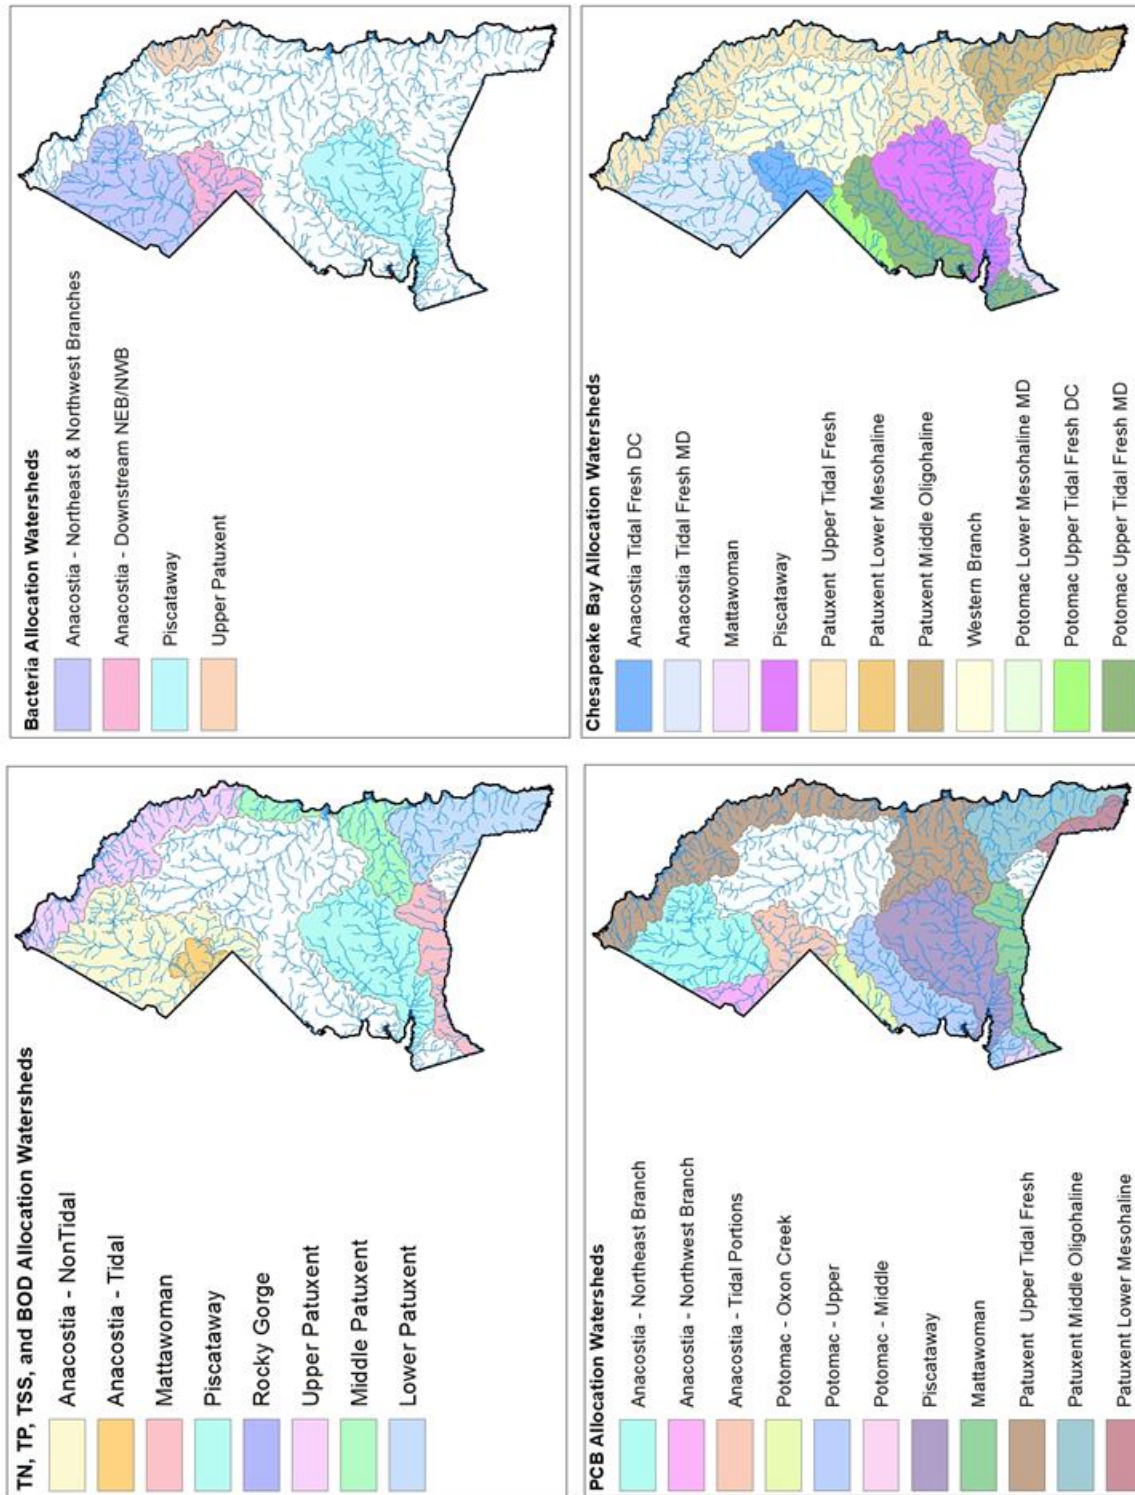 TN, TP, TSS, and BOD Allocation Watersheds
Anacostia - NonTidal
Anacostia - Tidal
Mattawoman
Piscataway
Rocky Gorge
Upper Patuxent
Middle Patuxent
Lower Patuxent
Bacteria Allocation Watersheds
Anacostia - Northeast & Northwest Branches
Anacostia - Downstream NEB/NWB
Piscataway
Upper Patuxent
PCB Allocation Watersheds
Anacostia - Northeast Branch
Anacostia - Northwest Branch
Anacostia - Tidal Portions
Potomac - Oxon Creek
Potomac - Upper
Potomac - Middle
Piscataway
Mattawoman
Patuxent Upper Tidal Fresh
Patuxent Middle Oligohaline
Patuxent Lower Mesohaline
Chesapeake Bay Allocation Watersheds
Anacostia Tidal Fresh DC
Anacostia Tidal Fresh MD
Mattawoman
Piscataway
Patuxent Upper Tidal Fresh
Patuxent Lower Mesohaline
Patuxent Middle Oligohaline
Western Branch
Potomac Lower Mesohaline MD
Potomac Upper Tidal Fresh DC
Potomac Upper Tidal Fresh MD